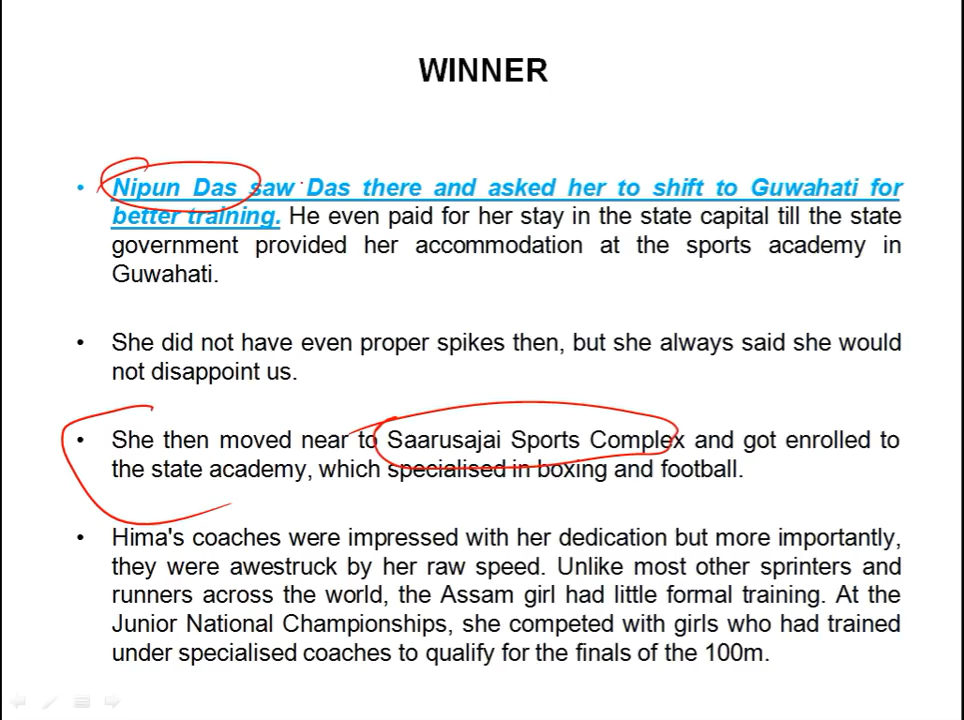 WINNER
• Nipun Das saw Das there and asked her to shift to Guwahati for
better training. He even paid for her stay in the state capital till the state
government provided her accommodation at the sports academy in
Guwahati.
• She did not have even proper spikes then, but she always said she would
not disappoint us.
• She then moved near to Saarusajai Sports Complex and got enrolled to
the state academy, which specialised in boxing and football.
• Hima's coaches were impressed with her dedication but more importantly,
they were awestruck by her raw speed. Unlike most other sprinters and
runners across the world, the Assam girl had little formal training. At the
Junior National Championships, she competed with girls who had trained
under specialised coaches to qualify for the finals of the 100m.